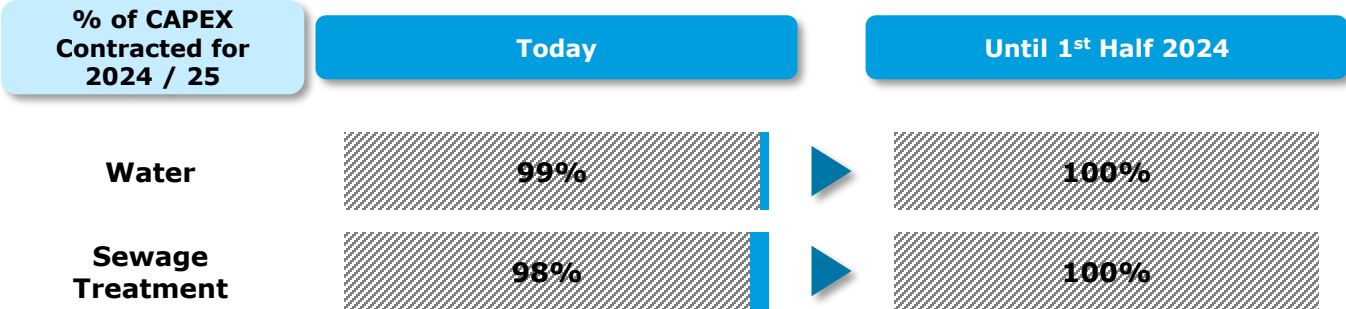 % of CAPEX
Contracted for
2024 / 25
Today
Until 1st Half 2024
Water
99%
100%
Sewage
Treatment
98%
100%